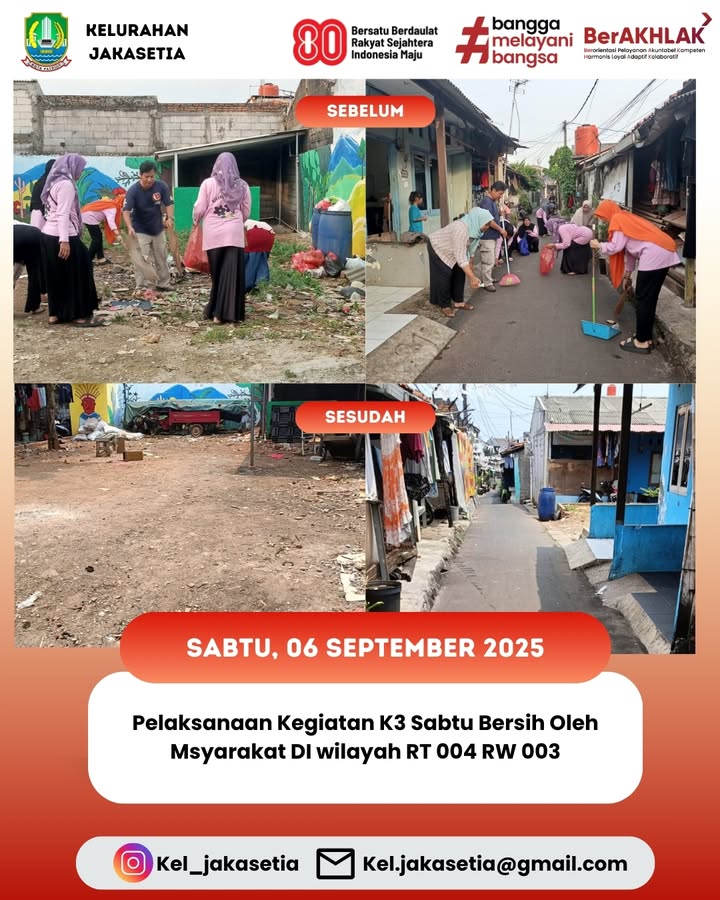 KELURAHAN
JAKASETIA
80
Bersatu Berdaulat
Rakyat Sejahtera
Indonesia Maju
#bangga
melayani
bangsa
BerAKHLAK
Berorientasi Pelayanan Akuntabel Kompeten
Harmonis Loyal Adaptif Kolaboratif
SEBELUM
SESUDAH
SABTU, 06 SEPTEMBER 2025
Pelaksanaan Kegiatan K3 Sabtu Bersih Oleh
Msyarakat DI wilayah RT 004 RW 003
Kel_jakasetia
Kel.jakasetia@gmail.com